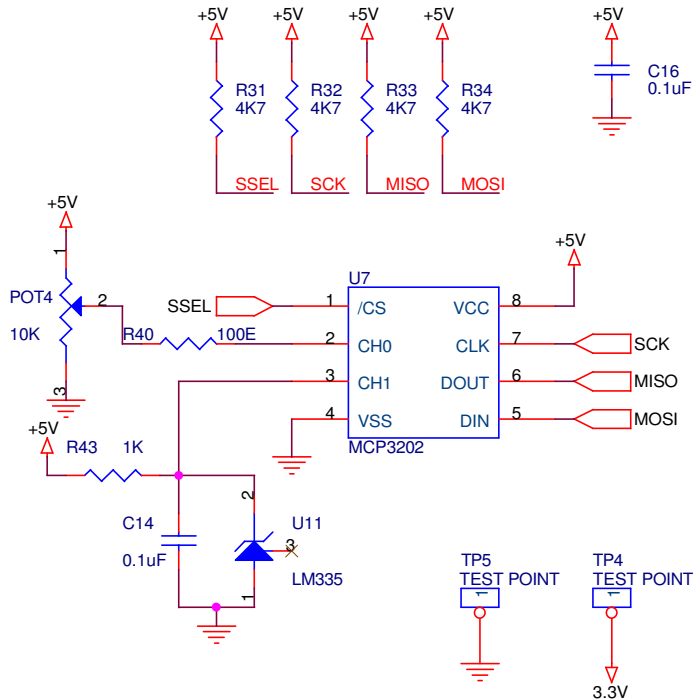 +5V +5V +5V +5V +5V
R31 R32 R33 R34 C16
4K7 4K7 4K7 4K7 0.1uF
SSEL SCK MISO MOSI
+5V
1
POT4 2
10K
3
R40 100E
SSEL
U7
1 /CS VCC 8
2 CH0 CLK 7
3 CH1 DOUT 6
4 VSS DIN 5
MCP3202
+5V
SCK
MISO
MOSI
+5V
R43 1K
C14
0.1uF
2
U11
3
LM335
1
TP5
TEST POINT
1
TP4
TEST POINT
1
3.3V